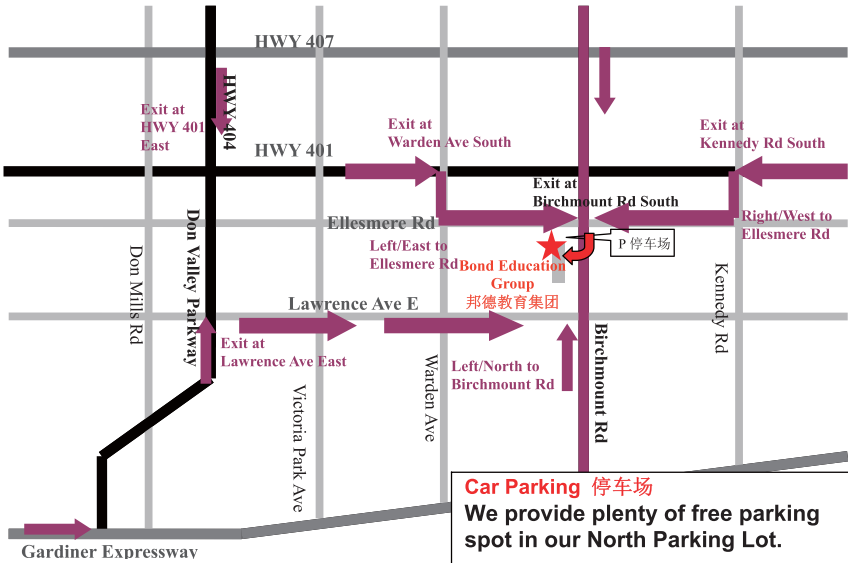 HWY 407
HWY 404
Exit at
HWY 401
East
HWY 401
Exit at
Warden Ave South
Exit at
Kennedy Rd South
Exit at
Birchmount Rd South
Ellesmere Rd
Left/East to
Ellesmere Rd
Right/West to
Ellesmere Rd
P 停车场
Bond Education
Group
邦德教育集团
Don Mills Rd
Don Valley Parkway
Lawrence Ave E
Exit at
Lawrence Ave East
Victoria Park Ave
Warden Ave
Left/North to
Birchmount Rd
Birchmount Rd
Kennedy Rd
Gardiner Expressway
Car Parking 停车场
We provide plenty of free parking
spot in our North Parking Lot.